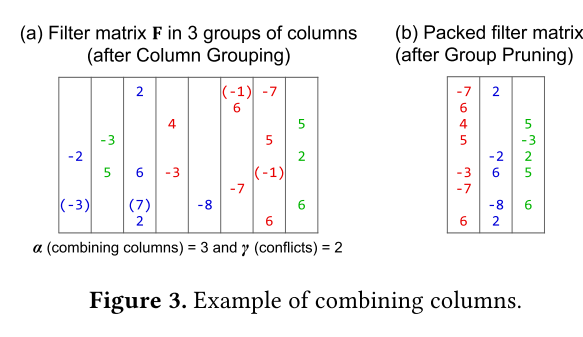 (a) Filter matrix F in 3 groups of columns
(after Column Grouping)
2 (-1) -7
6
4 5
-3 5
-2 2
5 6 -3 (-1)
-7
(-3) (7) -8 6
2 6
α (combining columns) = 3 and γ (conflicts) = 2
(b) Packed filter matrix
(after Group Pruning)
-7 2
6
4 5
5 -3
-2 2
-3 6 5
-7
-8 6
6 2
Figure 3. Example of combining columns.